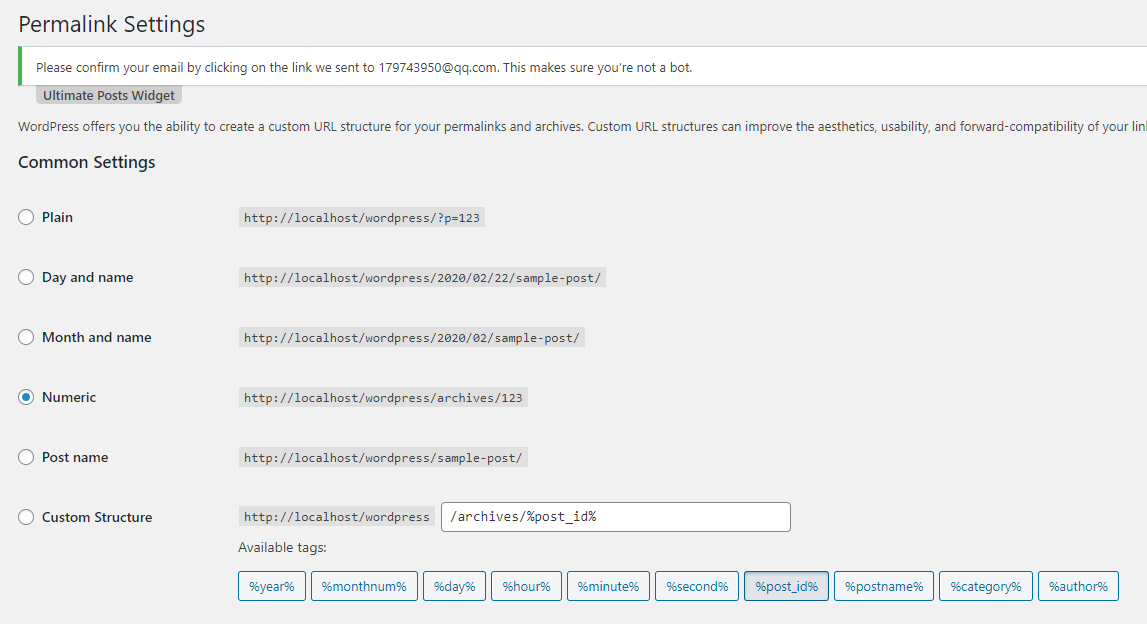 Permalink Settings
Please confirm your email by clicking on the link we sent to 179743950@qq.com. This makes sure you're not a bot.
Ultimate Posts Widget
WordPress offers you the ability to create a custom URL structure for your permalinks and archives. Custom URL structures can improve the aesthetics, usability, and forward-compatibility of your
Common Settings
Plain http://localhost/wordpress/?p=123
Day and name http://localhost/wordpress/2020/02/22/sample-post/
Month and name http://localhost/wordpress/2020/02/sample-post/
Numeric http://localhost/wordpress/archives/123
Post name http://localhost/wordpress/sample-post/
Custom Structure http://localhost/wordpress /archives/%post_id%
Available tags:
%year% %monthnum% %day% %hour% %minute% %second% %post_id% %postname% %category% %author%